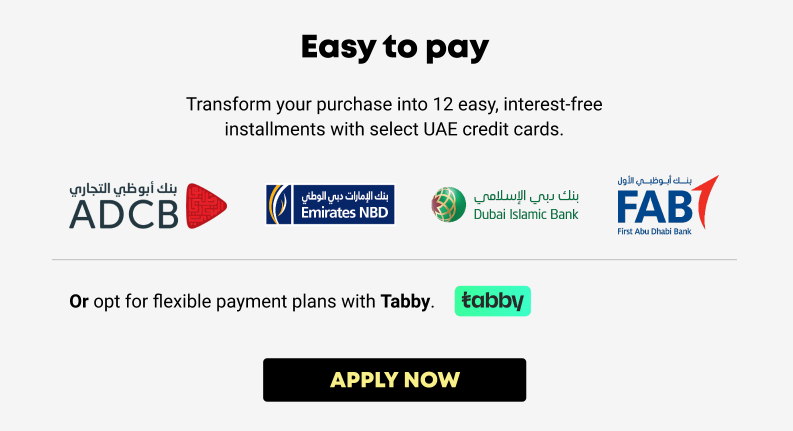 Easy to pay
Transform your purchase into 12 easy, interest-free
installments with select UAE credit cards.
بنك أبوظبي التجاري
ADCB
بنك الإمارات دبي الوطني
Emirates NBD
بنك دبي الإسلامي
Dubai Islamic Bank
بنك أبوظبي الأول
FAB
First Abu Dhabi Bank
Or opt for flexible payment plans with Tabby. tabby
APPLY NOW